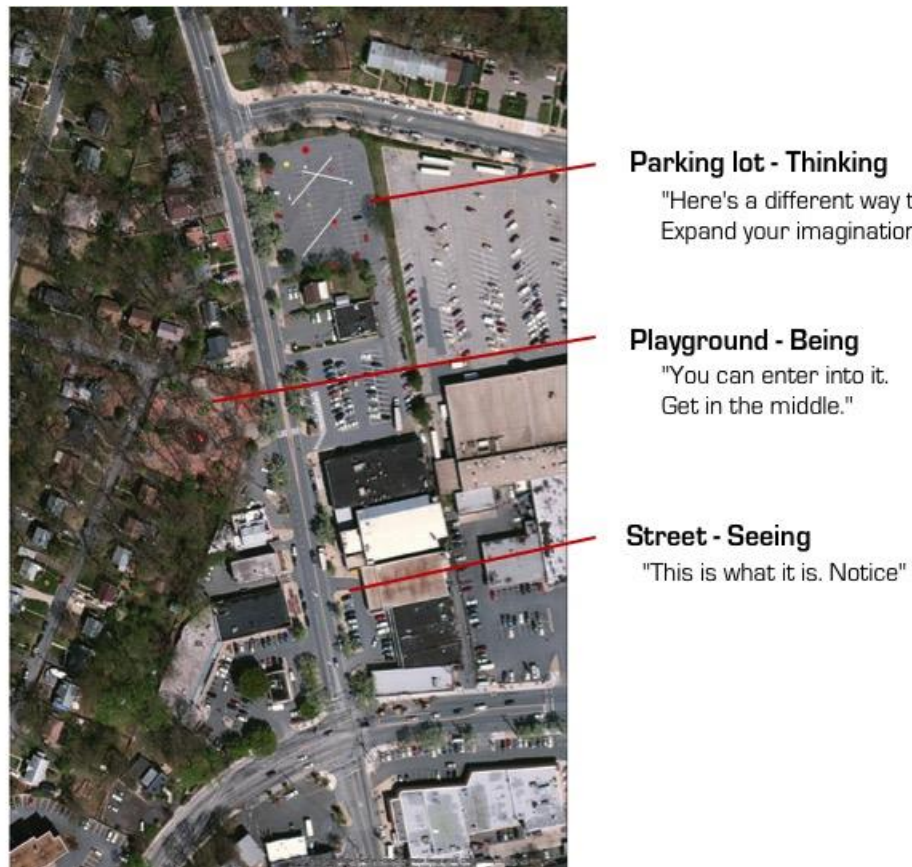 Parking lot - Thinking
"Here's a different way
Expand your imagination
Playground - Being
"You can enter into it.
Get in the middle."
Street - Seeing
"This is what it is. Notice"